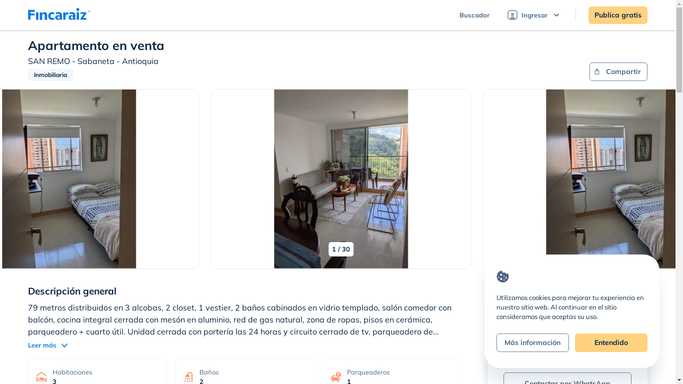 Fincaraiz
Buscador
Ingresar
Publica gratis
Apartamento en venta
SAN REMO - Sabaneta - Antioquia
Inmobiliaria
Compartir
1 / 30
Descripción general
79 metros distribuidos en 3 alcobas, 2 closet, 1 vestier, 2 baños cabinados en vidrio templado, salón comedor con
balcón, cocina integral cerrada con mesón en aluminio, red de gas natural, zona de ropas, pisos en cerámica,
parqueadero + cuarto útil. Unidad cerrada con portería las 24 horas y circuito cerrado de tv, parqueadero de...
Leer más
Habitaciones
3
Baños
2
Parqueaderos
1
Utilizamos cookies para mejorar tu experiencia en
nuestro sitio web. Al continuar en el sitio
consideramos que aceptas su uso.
Más información
Entendido
Contactar por WhatsApp